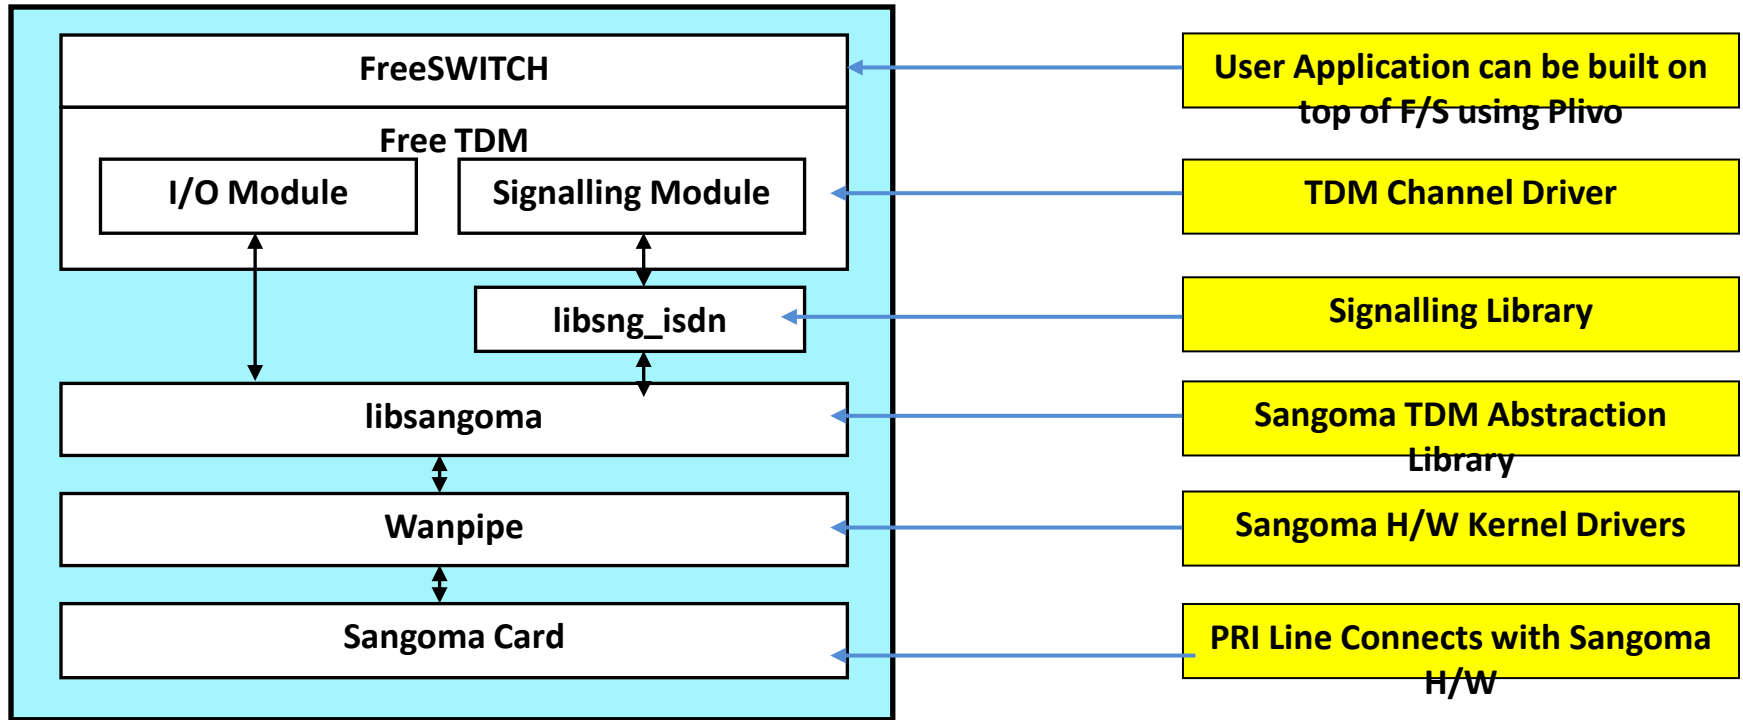 FreeSWITCH
User Application can be built on
top of F/S using Plivo
Free TDM
I/O Module
Signalling Module
TDM Channel Driver
libsng_isdn
Signalling Library
libsangoma
Sangoma TDM Abstraction
Library
Wanpipe
Sangoma H/W Kernel Drivers
Sangoma Card
PRI Line Connects with Sangoma
H/W